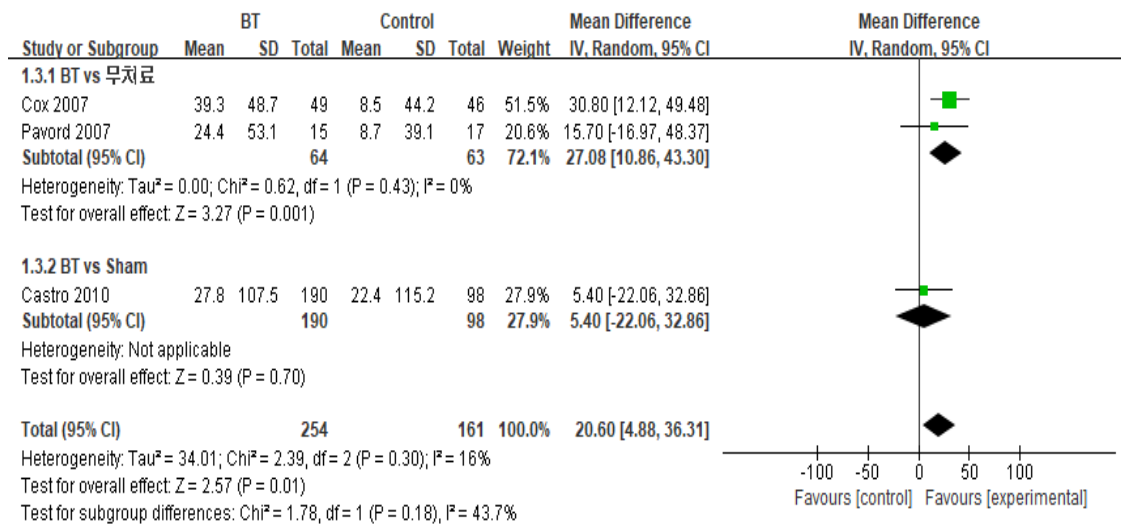 BT Control Mean Difference Mean Difference
Study or Subgroup Mean SD Total Mean SD Total Weight IV, Random, 95% CI IV, Random, 95% CI
1.3.1 BT vs 무치료
Cox 2007 39.3 48.7 49 8.5 44.2 46 51.5% 30.80 [12.12, 49.48]
Pavord 2007 24.4 53.1 15 8.7 39.1 17 20.6% 15.70 [-16.97, 48.37]
Subtotal (95% CI) 64 63 72.1% 27.08 [10.86, 43.30]
Heterogeneity: Tau² = 0.00; Chi² = 0.62, df = 1 (P = 0.43); I² = 0%
Test for overall effect: Z = 3.27 (P = 0.001)
1.3.2 BT vs Sham
Castro 2010 27.8 107.5 190 22.4 115.2 98 27.9% 5.40 [-22.06, 32.86]
Subtotal (95% CI) 190 98 27.9% 5.40 [-22.06, 32.86]
Heterogeneity: Not applicable
Test for overall effect: Z = 0.39 (P = 0.70)
Total (95% CI) 254 161 100.0% 20.60 [4.88, 36.31]
Heterogeneity: Tau² = 34.01; Chi² = 2.39, df = 2 (P = 0.30); I² = 16%
Test for overall effect: Z = 2.57 (P = 0.01)
Test for subgroup differences: Chi² = 1.78, df = 1 (P = 0.18), I² = 43.7%
-100 -50 0 50 100
Favours [control] Favours [experimental]